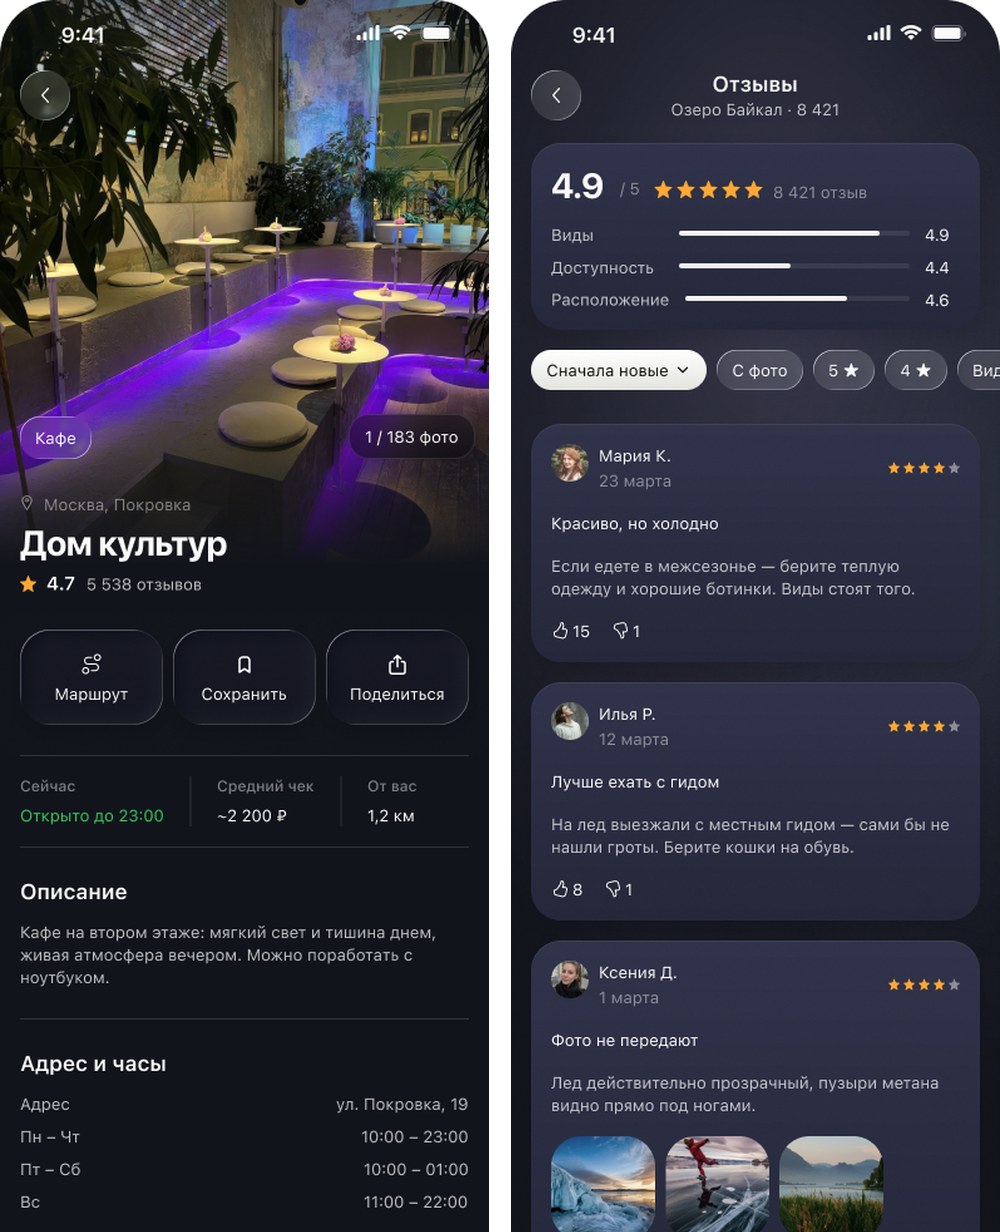 9:41
Кафе
1 / 183 фото
Москва, Покровка
Дом культур
4.7 5 538 отзывов
Маршрут
Сохранить
Поделиться
Сейчас
Открыто до 23:00
Средний чек
~2 200 ₽
От вас
1,2 км
Описание
Кафе на втором этаже: мягкий свет и тишина днем,
живая атмосфера вечером. Можно поработать с
ноутбуком.
Адрес и часы
Адрес ул. Покровка, 19
Пн – Чт 10:00 – 23:00
Пт – Сб 10:00 – 01:00
Вс 11:00 – 22:00
9:41
Отзывы
Озеро Байкал · 8 421
4.9 / 5 8 421 отзыв
Виды 4.9
Доступность 4.4
Расположение 4.6
Сначала новые
С фото
5 ★
4 ★
Вид
Мария К.
23 марта
Красиво, но холодно
Если едете в межсезонье — берите теплую
одежду и хорошие ботинки. Виды стоят того.
15 1
Илья Р.
12 марта
Лучше ехать с гидом
На лед выезжали с местным гидом — сами бы не
нашли гроты. Берите кошки на обувь.
8 1
Ксения Д.
1 марта
Фото не передают
Лед действительно прозрачный, пузыри метана
видно прямо под ногами.